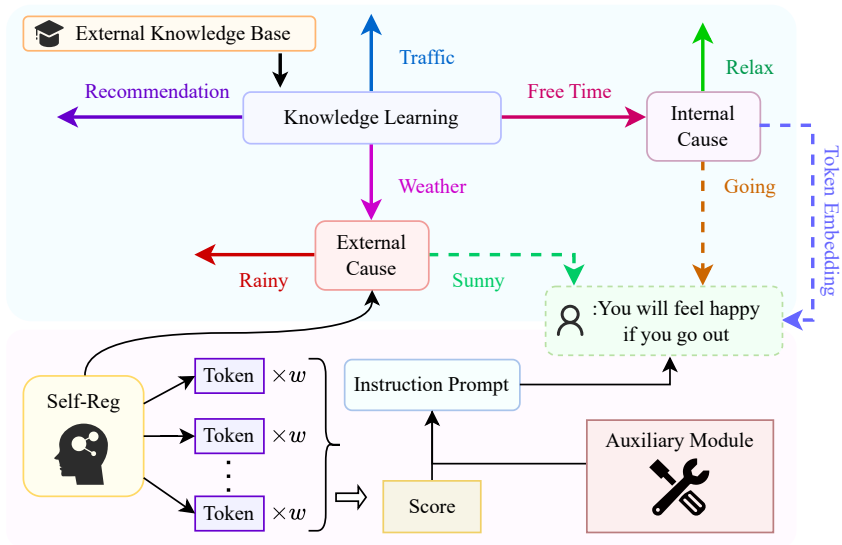 External Knowledge Base
Traffic
Relax
Recommendation
Knowledge Learning
Free Time
Internal
Cause
Token Embedding
Weather
Going
External
Cause
Rainy
Sunny
:You will feel happy
if you go out
Self-Reg
Token ×w
Token ×w
Token ×w
Instruction Prompt
Score
Auxiliary Module